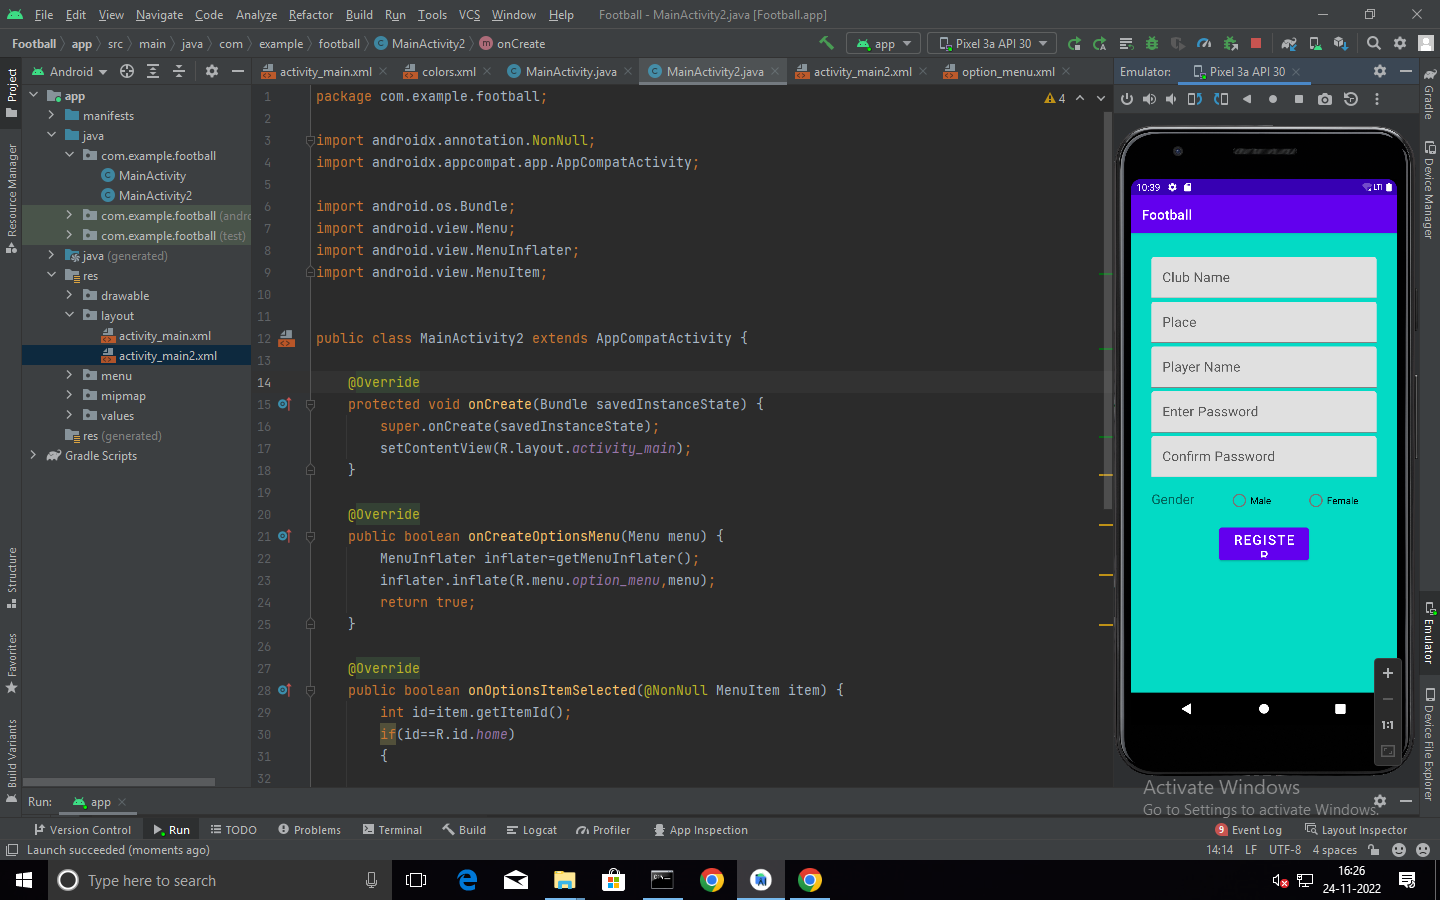 File Edit View Navigate Code Analyze Refactor Build Run Tools VCS Window Help Football - MainActivity2.java [Football.app]
Football app src main java com example football MainActivity2 onCreate app Pixel 3a API 30
Android activity_main.xml colors.xml MainActivity.java MainActivity2.java activity_main2.xml option_menu.xml Emulator: Pixel 3a API 30
Project
Resource Manager
Structure
Favorites
Build Variants
app
manifests
java
com.example.football
MainActivity
MainActivity2
com.example.football (andro
com.example.football (test)
java (generated)
res
drawable
layout
activity_main.xml
activity_main2.xml
menu
mipmap
values
res (generated)
Gradle Scripts
4
1 package com.example.football;
2
3 import androidx.annotation.NonNull;
4 import androidx.appcompat.app.AppCompatActivity;
5
6 import android.os.Bundle;
7 import android.view.Menu;
8 import android.view.MenuInflater;
9 import android.view.MenuItem;
10
11
12 public class MainActivity2 extends AppCompatActivity {
13
14 @Override
15 protected void onCreate(Bundle savedInstanceState) {
16 super.onCreate(savedInstanceState);
17 setContentView(R.layout.activity_main);
18 }
19
20 @Override
21 public boolean onCreateOptionsMenu(Menu menu) {
22 MenuInflater inflater=getMenuInflater();
23 inflater.inflate(R.menu.option_menu,menu);
24 return true;
25 }
26
27 @Override
28 public boolean onOptionsItemSelected(@NonNull MenuItem item) {
29 int id=item.getItemId();
30 if(id==R.id.home)
31 {
32
10:39 LTE
Football
Club Name
Place
Player Name
Enter Password
Confirm Password
Gender Male Female
REGISTE
R
1:1
Gradle
Device Manager
Emulator
Device File Explorer
Activate Windows
Go to Settings to activate Windows.
Run: app
Version Control Run TODO Problems Terminal Build Logcat Profiler App Inspection 9 Event Log Layout Inspector
Launch succeeded (moments ago) 14:14 LF UTF-8 4 spaces
Type here to search
16:26
24-11-2022